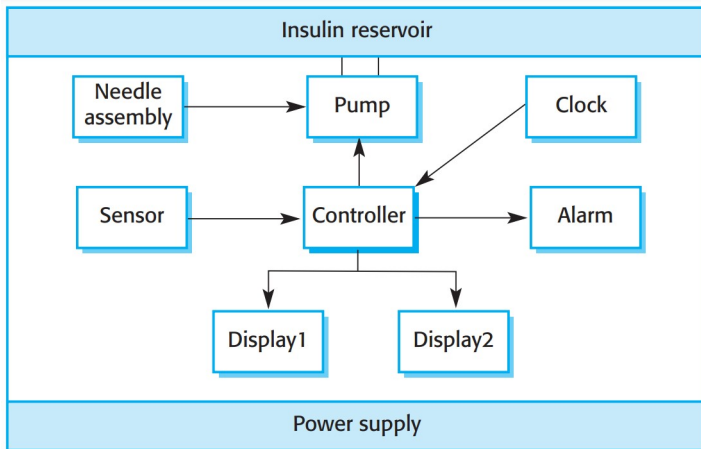 Insulin reservoir
Needle
assembly
Pump
Clock
Sensor
Controller
Alarm
Display1
Display2
Power supply